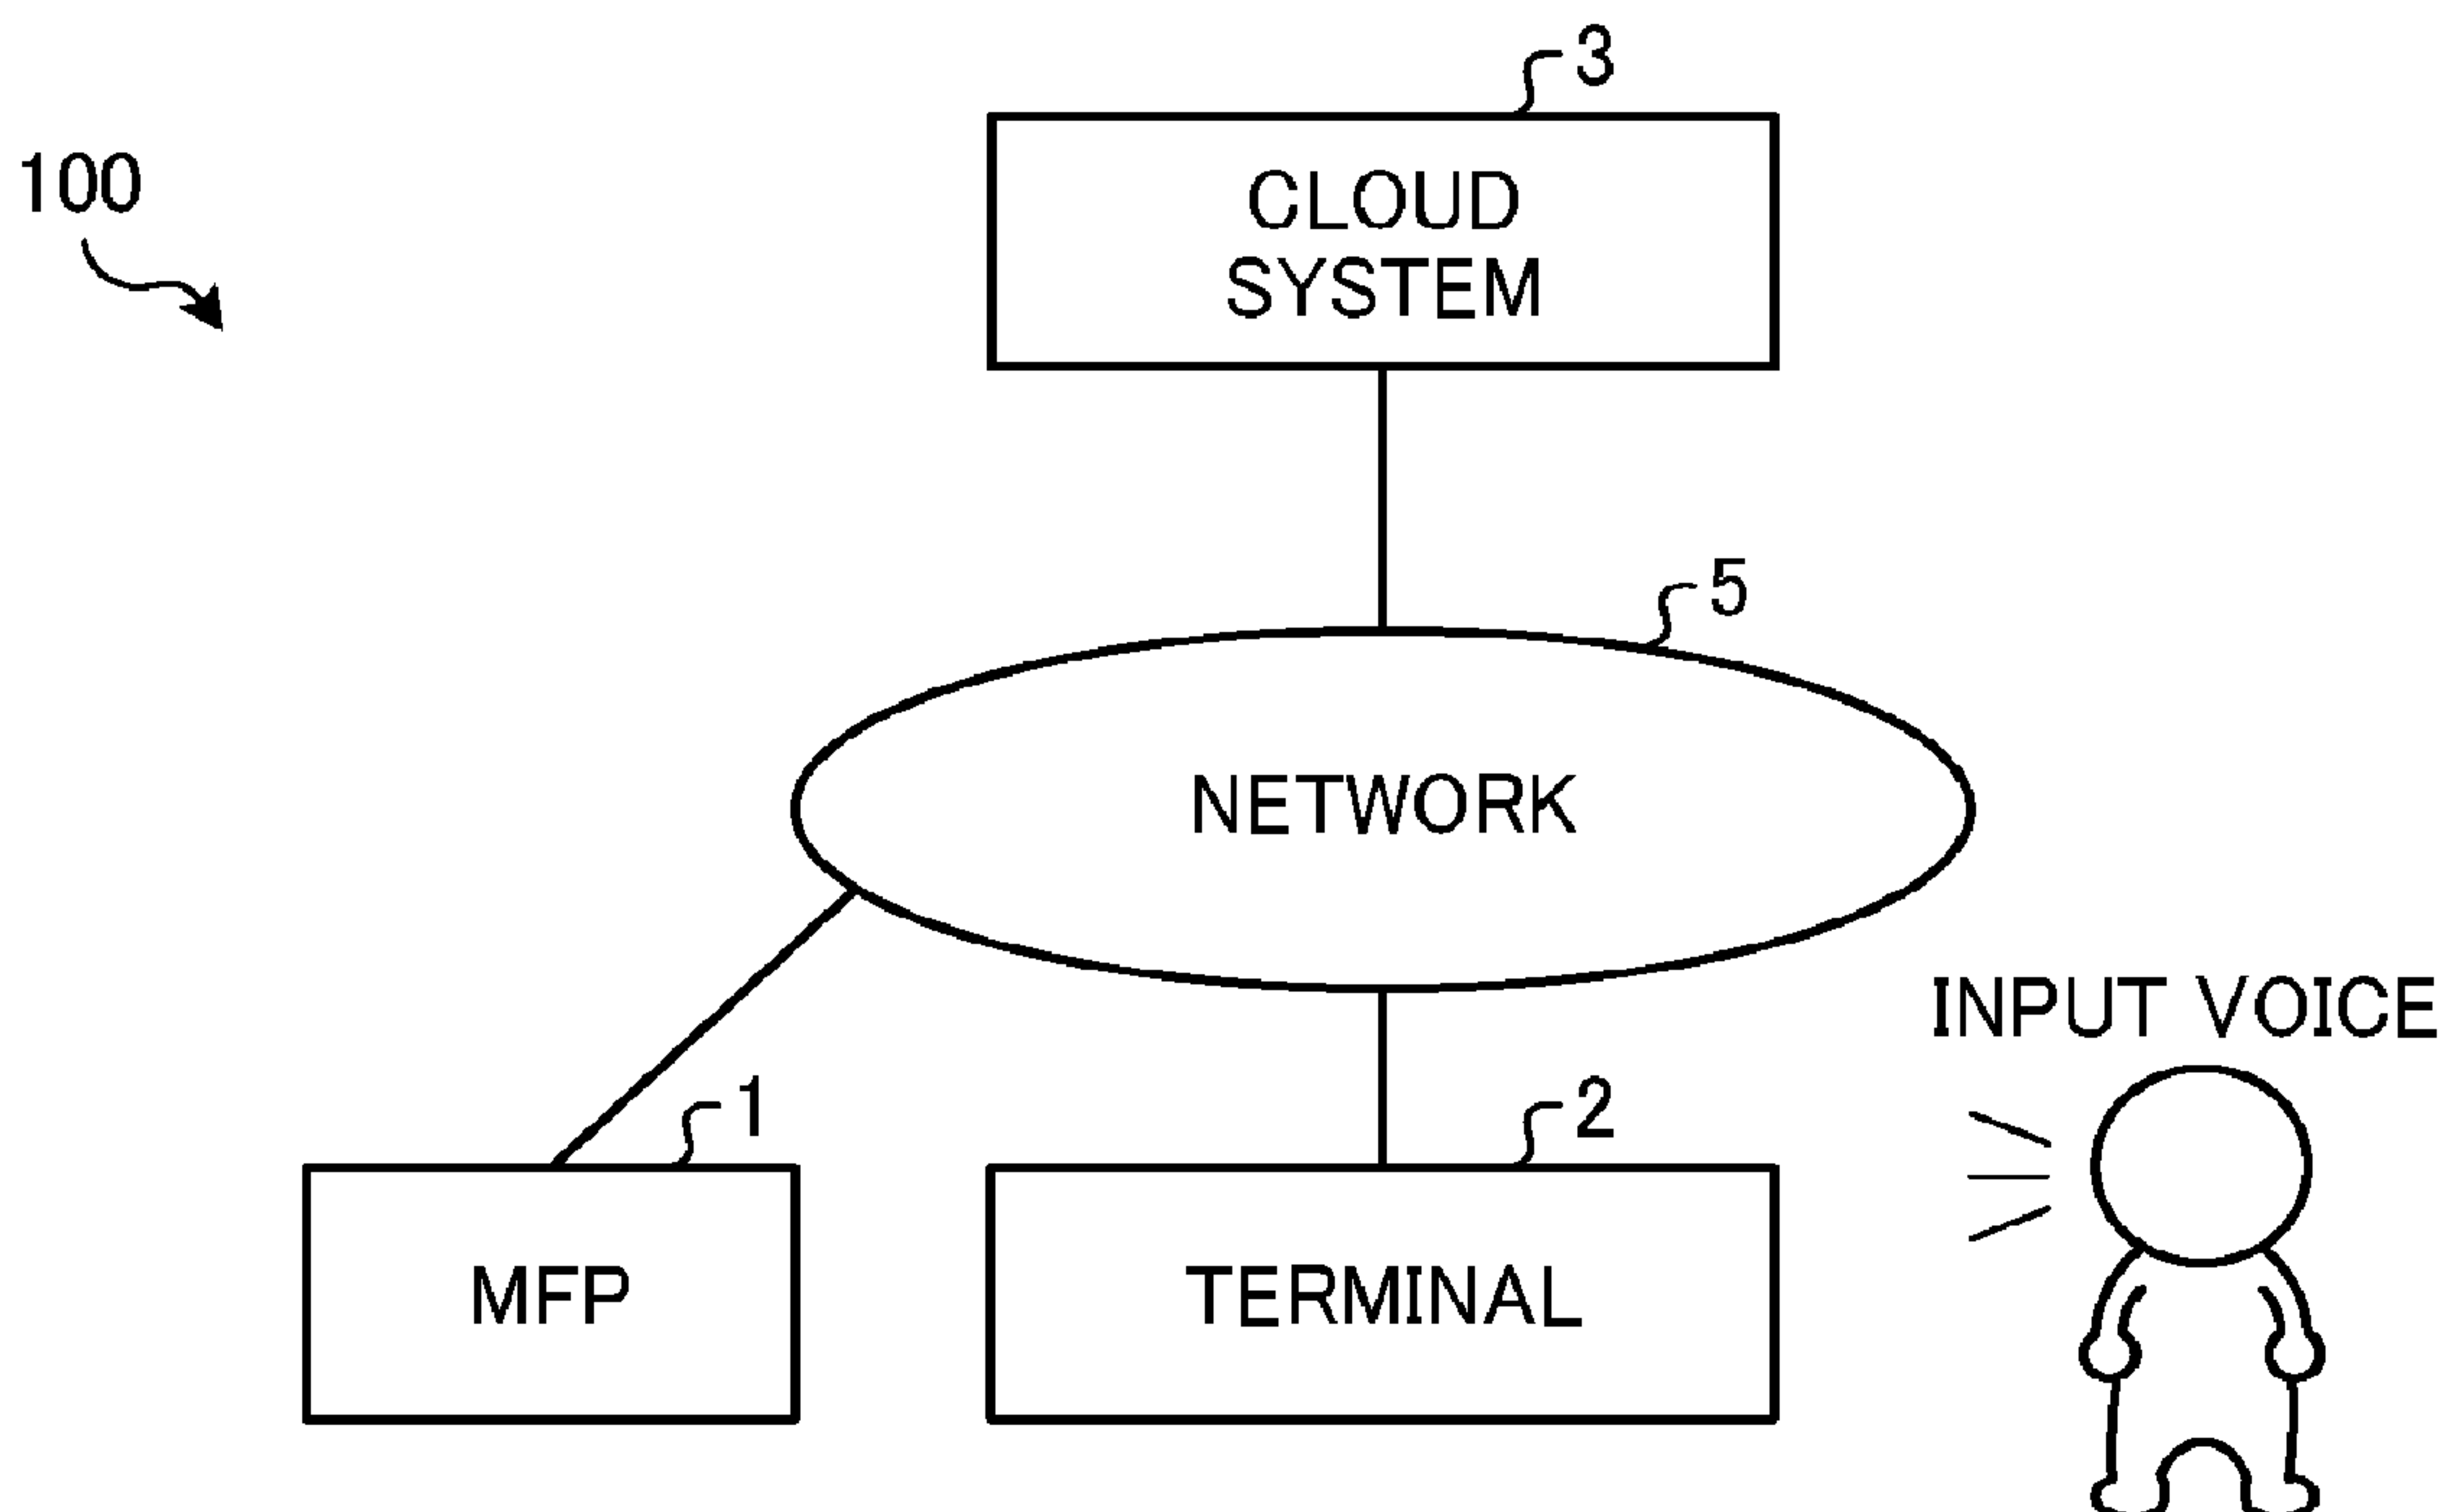 3
100
CLOUD
SYSTEM
5
NETWORK
INPUT VOICE
1
2
MFP
TERMINAL